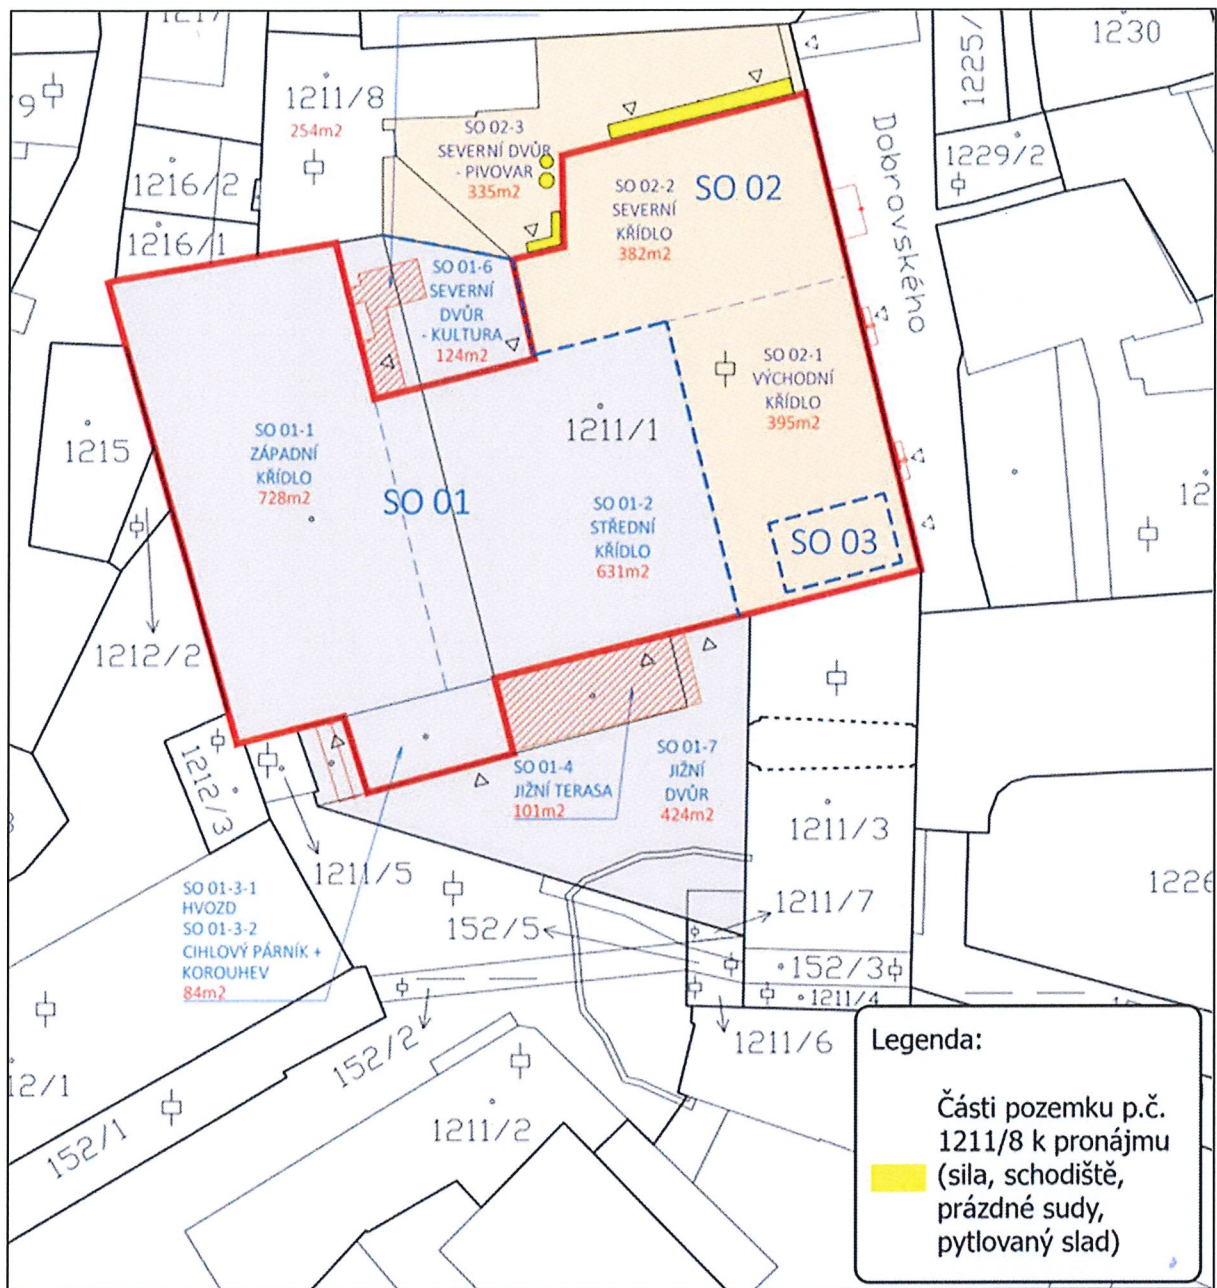 1230
1225/
1211/8
254m2
SO 02-3
SEVERNÍ DVŮR
- PIVOVAR
335m2
Dobrovského
1229/2
1216/2
1216/1
SO 02-2
SEVERNÍ
KŘÍDLO
382m2
SO 02
SO 01-6
SEVERNÍ
DVŮR
- KULTURA
124m2
SO 02-1
VÝCHODNÍ
KŘÍDLO
395m2
1215
SO 01-1
ZÁPADNÍ
KŘÍDLO
728m2
SO 01
1211/1
SO 01-2
STŘEDNÍ
KŘÍDLO
631m2
SO 03
1212/2
1212/3
SO 01-4
JIŽNÍ TERASA
101m2
SO 01-7
JIŽNÍ
DVŮR
424m2
1211/3
1211/5
SO 01-3-1
HVOZD
SO 01-3-2
CIHLOVÝ PÁRNÍK +
KOROUHEV
84m2
1211/7
152/5
152/3
1211/4
1226
152/2
1211/6
12/1
152/1
1211/2
Legenda:
Části pozemku p.č.
1211/8 k pronájmu
(sila, schodiště,
prázdné sudy,
pytlovaný slad)